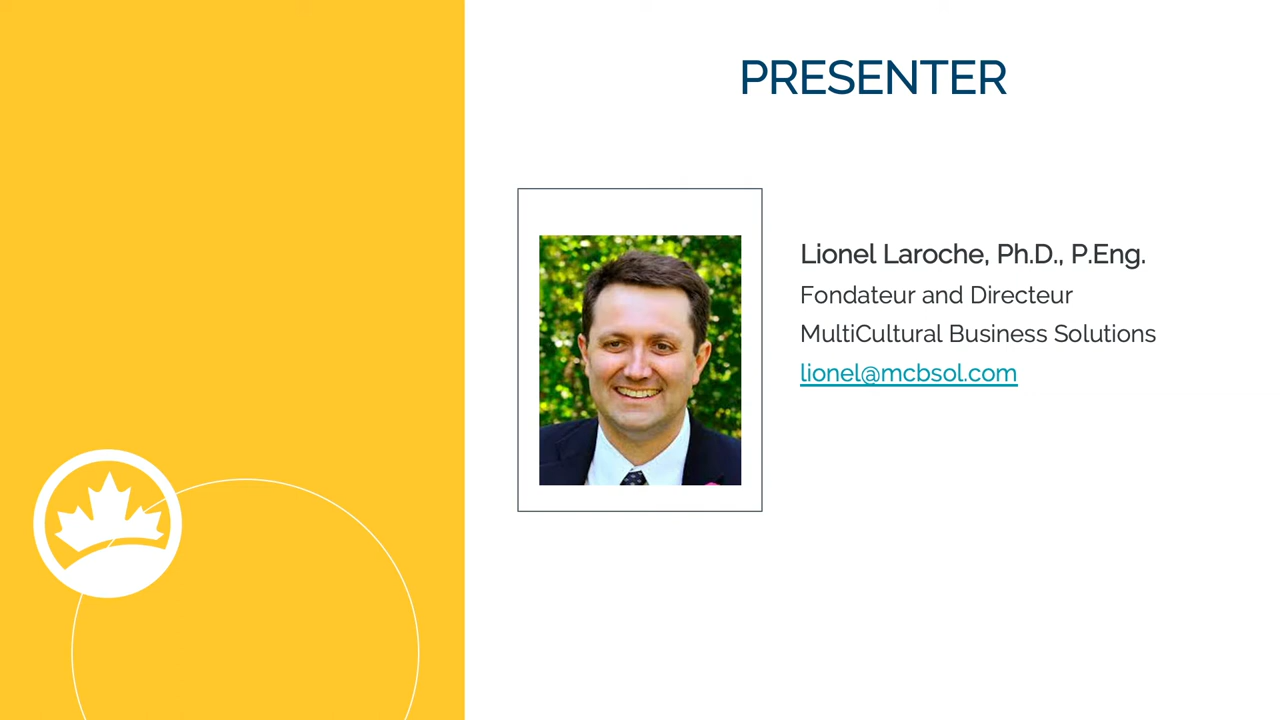 PRESENTER
Lionel Laroche, Ph.D., P.Eng.
Fondateur and Directeur
MultiCultural Business Solutions
lionel@mcbsol.com